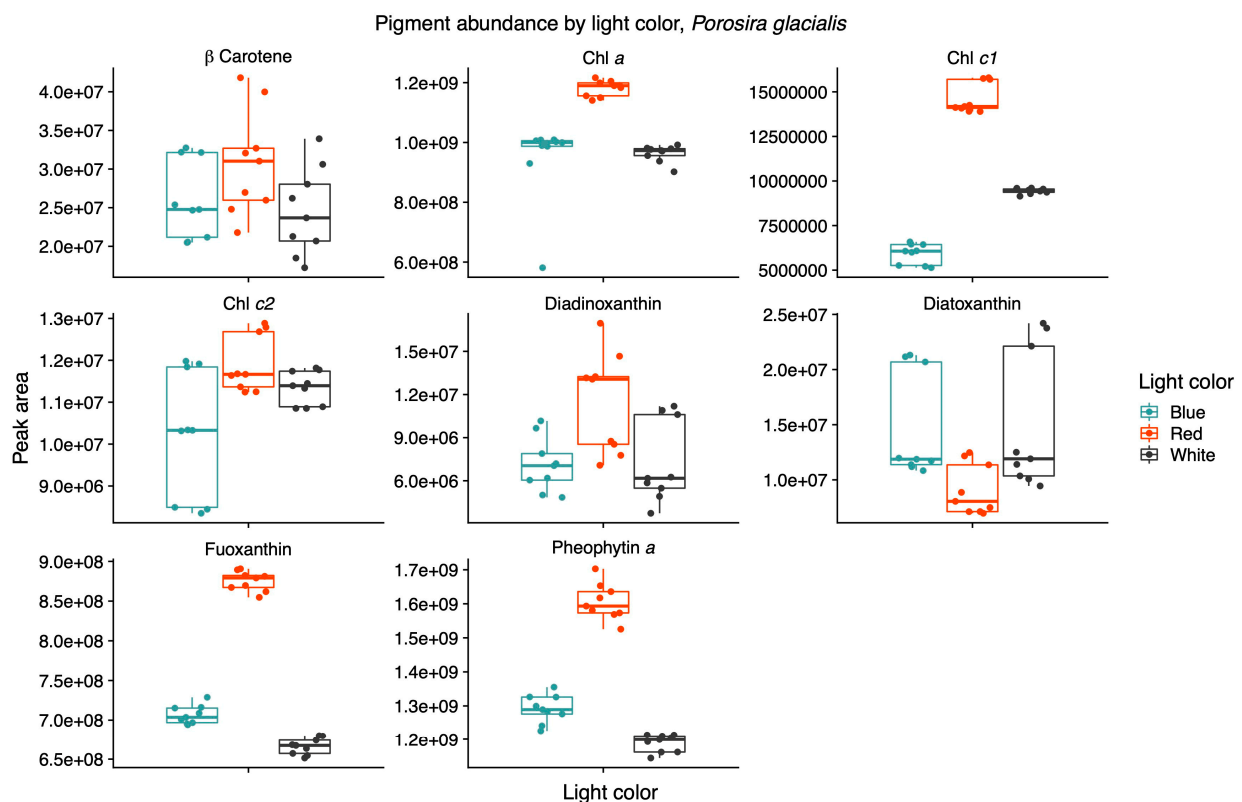 Pigment abundance by light color, Porosira glacialis
β Carotene
4.0e+07
3.5e+07
3.0e+07
2.5e+07
2.0e+07
Chl a
1.2e+09
1.0e+09
8.0e+08
6.0e+08
Chl c1
15000000
12500000
10000000
7500000
5000000
Chl c2
1.3e+07
1.2e+07
1.1e+07
1.0e+07
9.0e+06
Diadinoxanthin
1.5e+07
1.2e+07
9.0e+06
6.0e+06
Diatoxanthin
2.5e+07
2.0e+07
1.5e+07
1.0e+07
Peak area
Light color
Blue
Red
White
Fuoxanthin
9.0e+08
8.5e+08
8.0e+08
7.5e+08
7.0e+08
6.5e+08
Pheophytin a
1.7e+09
1.6e+09
1.5e+09
1.4e+09
1.3e+09
1.2e+09
Light color